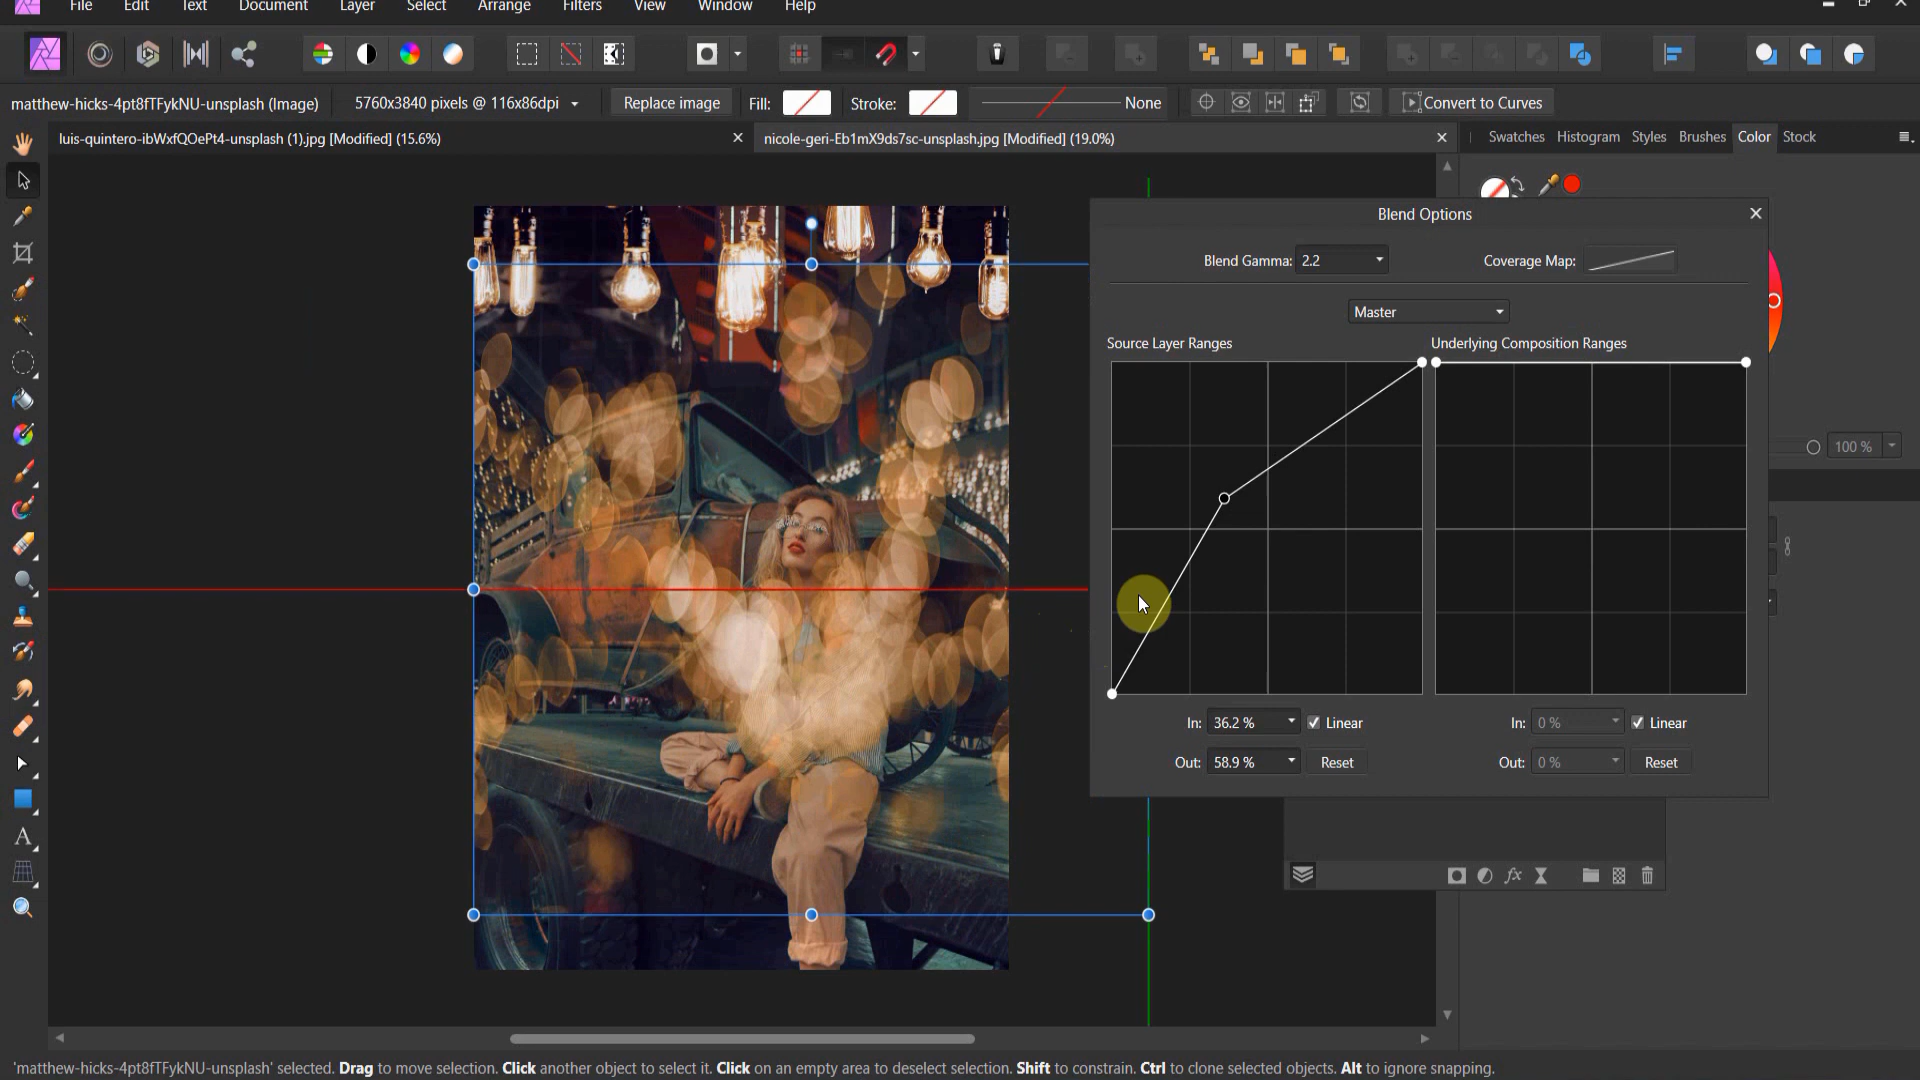 File Edit Text Document Layer Select Arrange Filters View Window Help
matthew-hicks-4pt8fTFykNU-unsplash (Image) 5760x3840 pixels @ 116x86dpi Replace image Fill: Stroke: None Convert to Curves
luis-quintero-ibWxfQOePt4-unsplash (1).jpg [Modified] (15.6%) nicole-geri-Eb1mX9ds7sc-unsplash.jpg [Modified] (19.0%) Swatches Histogram Styles Brushes Color Stock
Blend Options
Blend Gamma: 2.2 Coverage Map:
Master
Source Layer Ranges Underlying Composition Ranges
100 %
In: 36.2 % Linear In: 0 % Linear
Out: 58.9 % Reset Out: 0 % Reset
'matthew-hicks-4pt8fTFykNU-unsplash' selected. Drag to move selection. Click another object to select it. Click on an empty area to deselect selection. Shift to constrain. Ctrl to clone selected objects. Alt to ignore snapping.